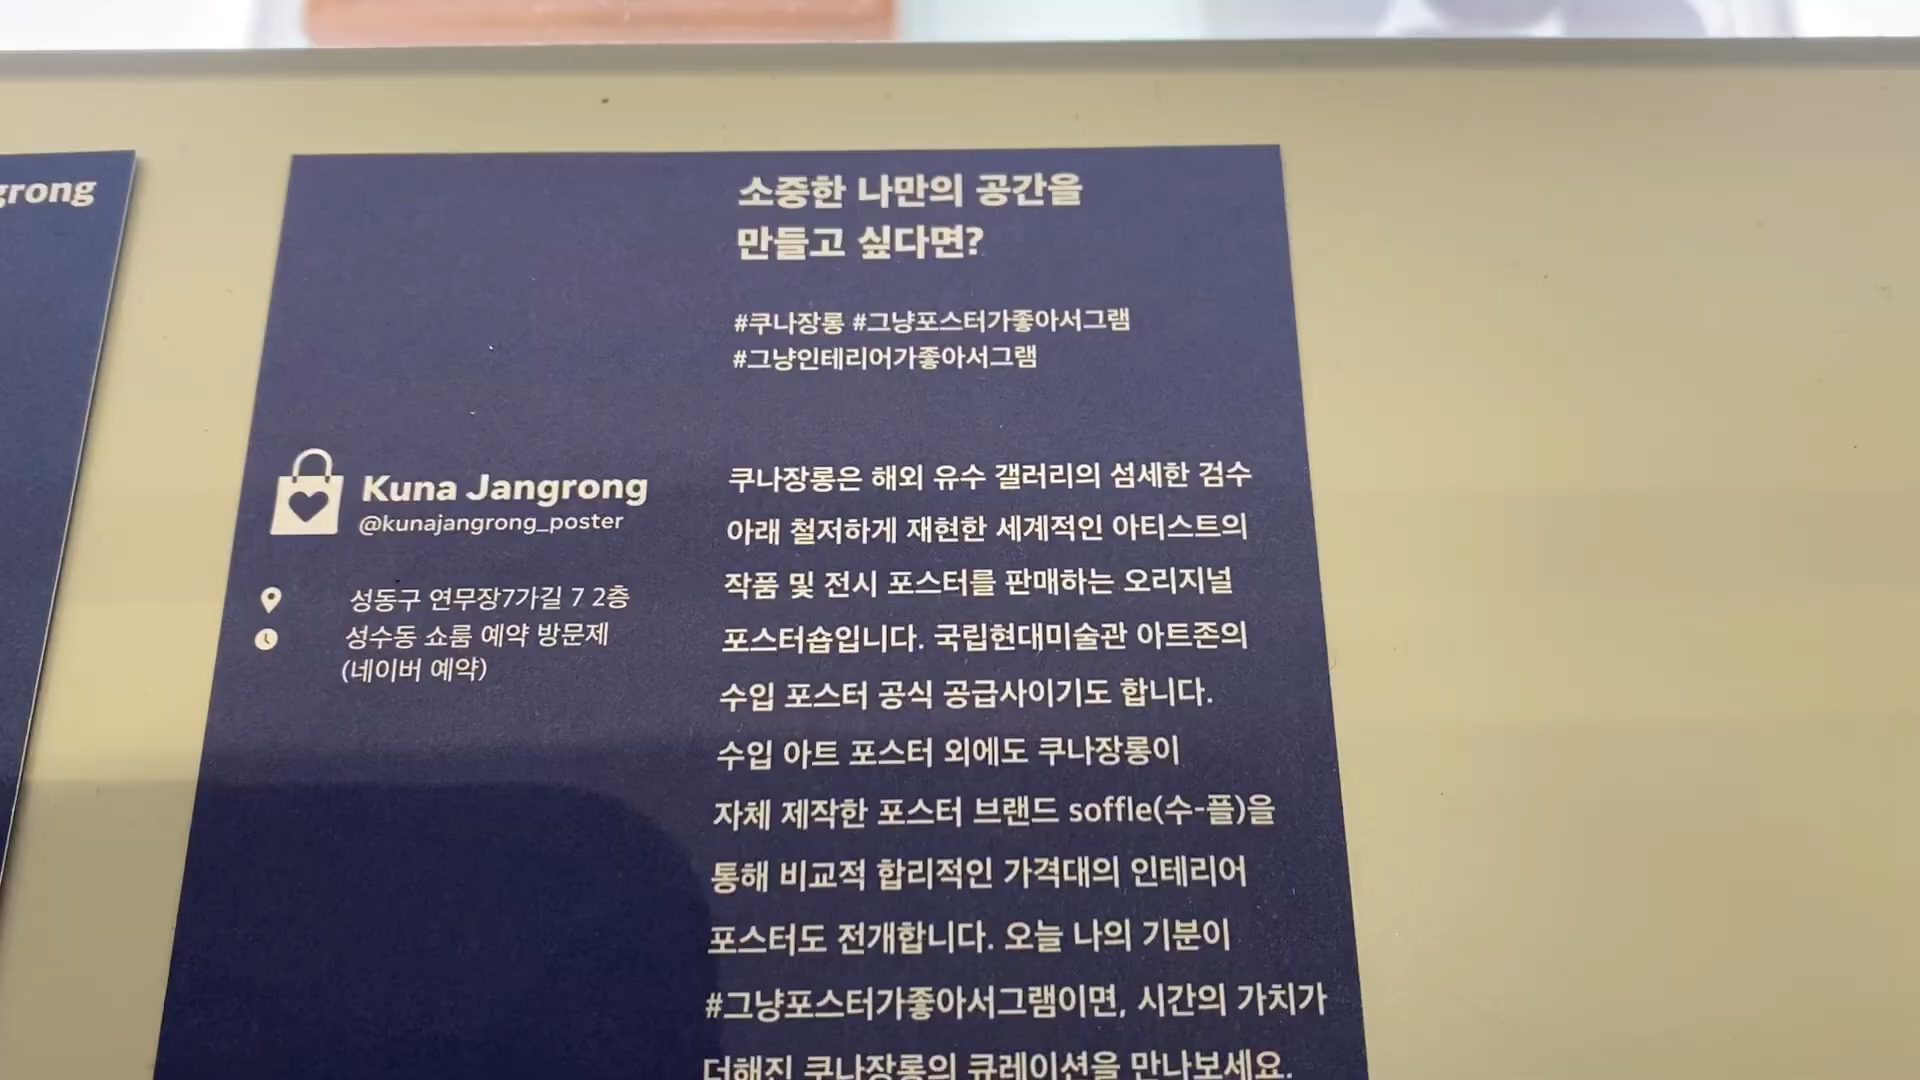 grong
소중한 나만의 공간을
만들고 싶다면?
#쿠나장롱 #그냥포스터가좋아서그램
#그냥인테리어가좋아서그램
Kuna Jangrong
@kunajangrong_poster
성동구 연무장7가길 7 2층
성수동 쇼룸 예약 방문제
(네이버 예약)
쿠나장롱은 해외 유수 갤러리의 섬세한 검수
아래 철저하게 재현한 세계적인 아티스트의
작품 및 전시 포스터를 판매하는 오리지널
포스터숍입니다. 국립현대미술관 아트존의
수입 포스터 공식 공급사이기도 합니다.
수입 아트 포스터 외에도 쿠나장롱이
자체 제작한 포스터 브랜드 soffle(수-플)을
통해 비교적 합리적인 가격대의 인테리어
포스터도 전개합니다. 오늘 나의 기분이
#그냥포스터가좋아서그램이면, 시간의 가치가
더해진 쿠나장롱의 큐레이션을 만나보세요.